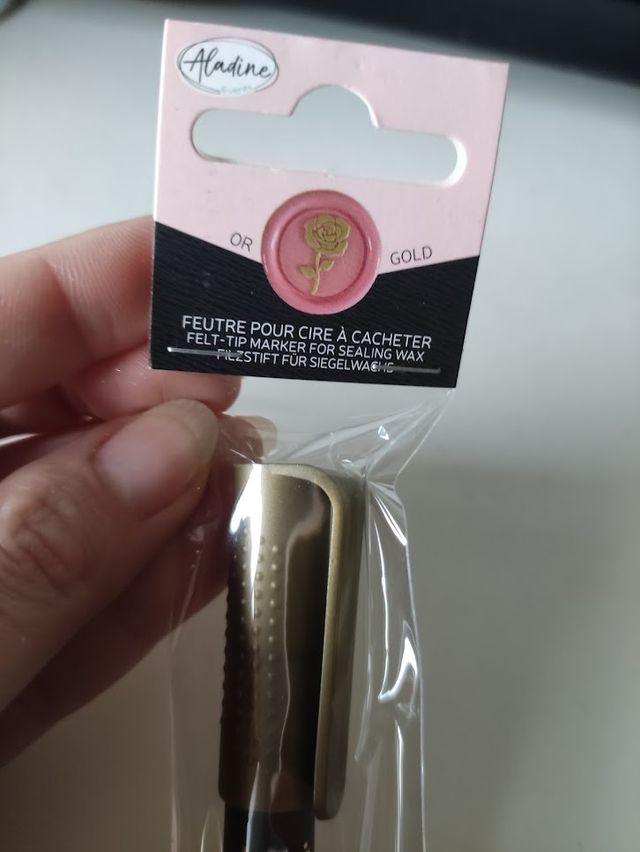 Aladine
OR
GOLD
FEUTRE POUR CIRE À CACHETER
FELT-TIP MARKER FOR SEALING WAX
FILZSTIFT FÜR SIEGELWACHS